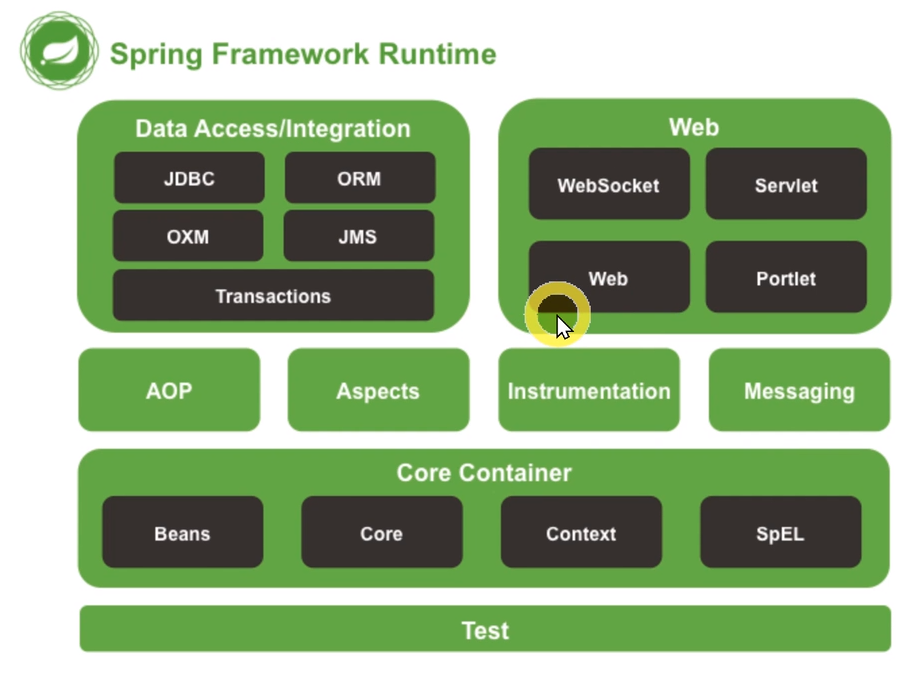 Spring Framework Runtime
Data Access/Integration
JDBC
ORM
OXM
JMS
Transactions
Web
WebSocket
Servlet
Web
Portlet
AOP
Aspects
Instrumentation
Messaging
Core Container
Beans
Core
Context
SpEL
Test